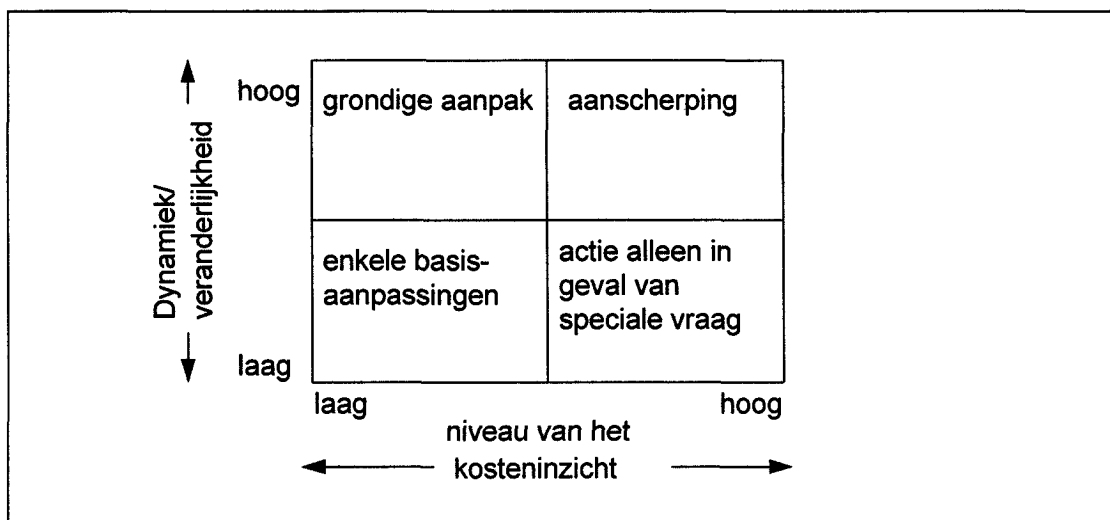 Dynamiek/
veranderlijkheid
hoog
grondige aanpak
aanscherping
enkele basis-
aanpassingen
actie alleen in
geval van
speciale vraag
laag
laag
hoog
niveau van het
kosteninzicht